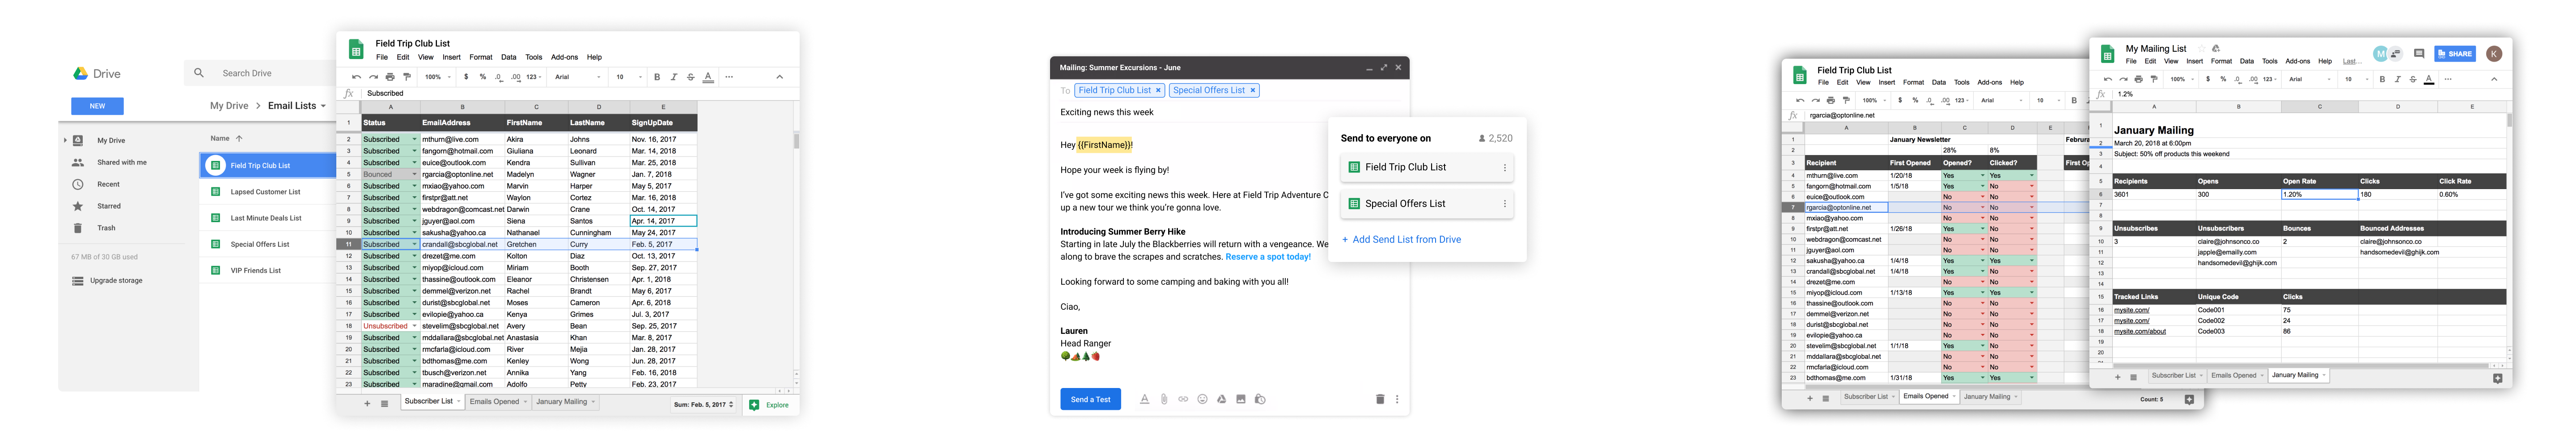 Drive
Search Drive
NEW
My Drive > Email Lists
My Drive
Shared with me
Recent
Starred
Trash
67 MB of 30 GB used
Upgrade storage
Name
Field Trip Club List
Lapsed Customer List
Last Minute Deals List
Special Offers List
VIP Friends List
Field Trip Club List
File Edit View Insert Format Data Tools Add-ons Help
100% $ % .0 .00 123 Arial 10 B I S A
fx Subscribed
A B C D E
1 Status EmailAddress FirstName LastName SignUpDate
2 Subscribed mthurn@live.com Akira Johns Nov. 16, 2017
3 Subscribed fangorn@hotmail.com Giuliana Leonard Mar. 14, 2018
4 Subscribed euice@outlook.com Kendra Sullivan Mar. 25, 2018
5 Bounced rgarcia@optonline.net Madelyn Wagner Jan. 7, 2018
6 Subscribed mxiao@yahoo.com Marvin Harper May 5, 2017
7 Subscribed firstpr@att.net Waylon Cortez Mar. 16, 2018
8 Subscribed webdragon@comcast.net Darwin Crane Oct. 14, 2017
9 Subscribed jguyer@aol.com Siena Santos Apr. 14, 2017
10 Subscribed sakusha@yahoo.ca Nathanael Cunningham May 24, 2017
11 Subscribed crandall@sbcglobal.net Gretchen Curry Feb. 5, 2017
12 Subscribed drezet@me.com Kolton Diaz Oct. 13, 2017
13 Subscribed miyop@icloud.com Miriam Booth Sep. 27, 2017
14 Subscribed thassine@outlook.com Eleanor Christensen Apr. 1, 2018
15 Subscribed demmel@verizon.net Rachel Brandt May 6, 2017
16 Subscribed durist@sbcglobal.net Moses Cameron Apr. 6, 2018
17 Subscribed evilopie@yahoo.ca Kenya Grimes Jul. 3, 2017
18 Unsubscribed stevelim@sbcglobal.net Avery Bean Sep. 25, 2017
19 Subscribed mddallara@sbcglobal.net Anastasia Khan Mar. 8, 2017
20 Subscribed rmcfarla@icloud.com River Mejia Jan. 28, 2017
21 Subscribed bdthomas@me.com Kenley Wong Jun. 28, 2017
22 Subscribed tbusch@verizon.net Annika Yang Feb. 16, 2018
23 Subscribed maradine@gmail.com Adolfo Petty Feb. 23, 2017
Subscriber List Emails Opened January Mailing Sum: Feb. 5, 2017 Explore
Mailing: Summer Excursions - June
To Field Trip Club List × Special Offers List ×
Exciting news this week
Hey {{FirstName}}!
Hope your week is flying by!
I've got some exciting news this week. Here at Field Trip Adventure C
up a new tour we think you're gonna love.
Introducing Summer Berry Hike
Starting in late July the Blackberries will return with a vengeance. We
along to brave the scrapes and scratches. Reserve a spot today!
Looking forward to some camping and baking with you all!
Ciao,
Lauren
Head Ranger
Send a Test
Send to everyone on 2,520
Field Trip Club List
Special Offers List
+ Add Send List from Drive
Field Trip Club List
File Edit View Insert Format Data Tools Add-ons Help
100% $ % .0 .00 123 Arial 10 B
fx rgarcia@optonline.net
A B C D E
1 January Newsletter
2 28% 8%
3 Recipient First Opened Opened? Clicked? First Op
4 mthurn@live.com 1/20/18 Yes Yes
5 fangorn@hotmail.com 1/5/18 Yes No
6 euice@outlook.com No No
7 rgarcia@optonline.net No No
8 mxiao@yahoo.com No No
9 firstpr@att.net 1/26/18 Yes No
10 webdragon@comcast.net No No
11 jguyer@aol.com No No
12 sakusha@yahoo.ca 1/4/18 Yes Yes
13 crandall@sbcglobal.net 1/4/18 Yes No
14 drezet@me.com No No
15 miyop@icloud.com 1/13/18 Yes Yes
16 thassine@outlook.com No No
17 demmel@verizon.net No No
18 durist@sbcglobal.net No No
19 evilopie@yahoo.ca No No
20 stevelim@sbcglobal.net 1/1/18 Yes No
21 mddallara@sbcglobal.net No No
22 rmcfarla@icloud.com No No
23 bdthomas@me.com 1/31/18 Yes Yes
Subscriber List Emails Opened January Mailing Count: 5
My Mailing List
File Edit View Insert Format Data Tools Add-ons Help Last...
M SHARE K
100% $ % .0 .00 123 Arial 10 B I S A
fx 1.2%
A B C D E
1 January Mailing
2 March 20, 2018 at 6:00pm
3 Subject: 50% off products this weekend
5 Recipients Opens Open Rate Clicks Click Rate
6 3601 300 1.20% 180 0.60%
7
9 Unsubscribes Unsubscribers Bounces Bounced Addresses
10 3 claire@johnsonco.co 2 claire@johnsonco.co
11 japple@emailly.com handsomedevil@ghijk.com
12 handsomedevil@ghijk.com
13
15 Tracked Links Unique Code Clicks
16 mysite.com/ Code001 75
17 mysite.com/ Code002 24
18 mysite.com/about Code003 86
19
20
Subscriber List Emails Opened January Mailing